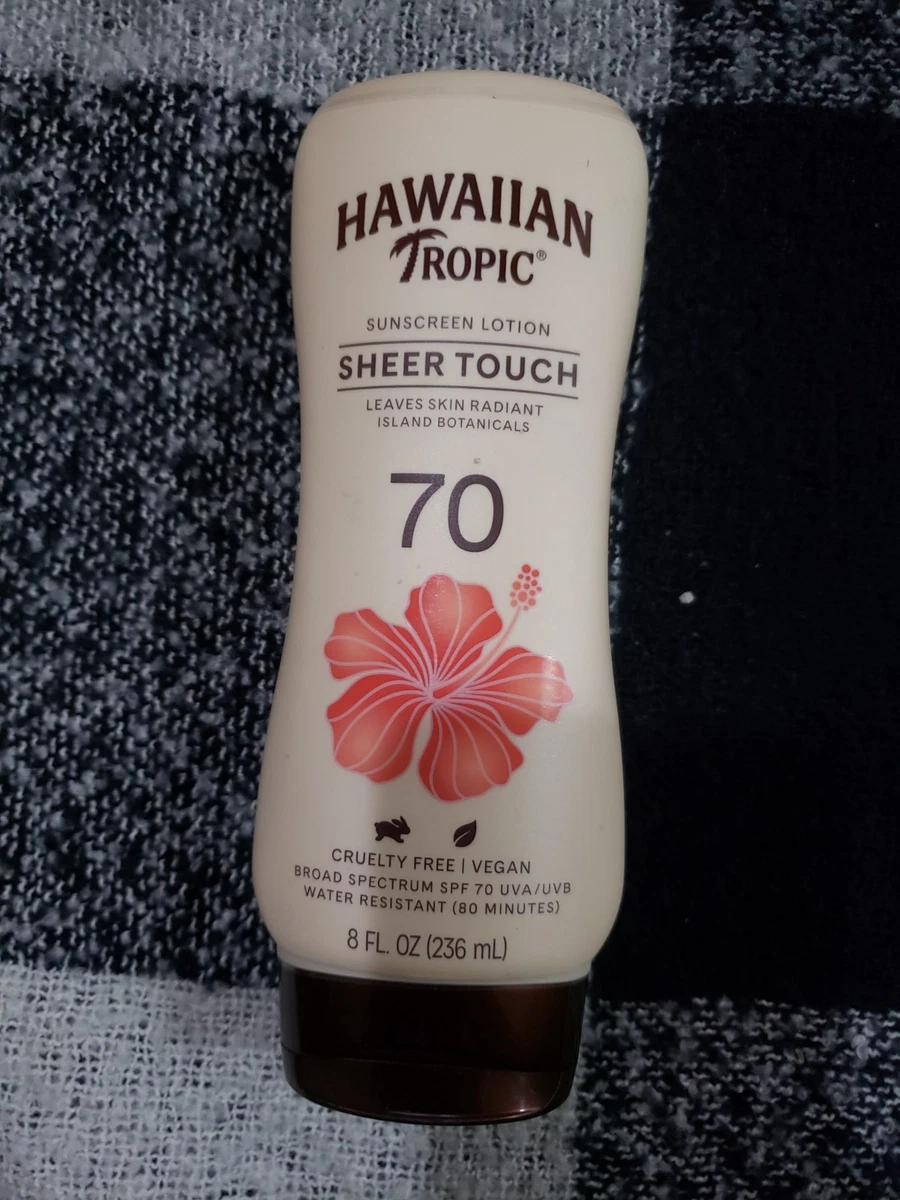 HAWAIIAN
TROPIC®
SUNSCREEN LOTION
SHEER TOUCH
LEAVES SKIN RADIANT
ISLAND BOTANICALS
70
CRUELTY FREE | VEGAN
BROAD SPECTRUM SPF 70 UVA/UVB
WATER RESISTANT (80 MINUTES)
8 FL. OZ (236 mL)